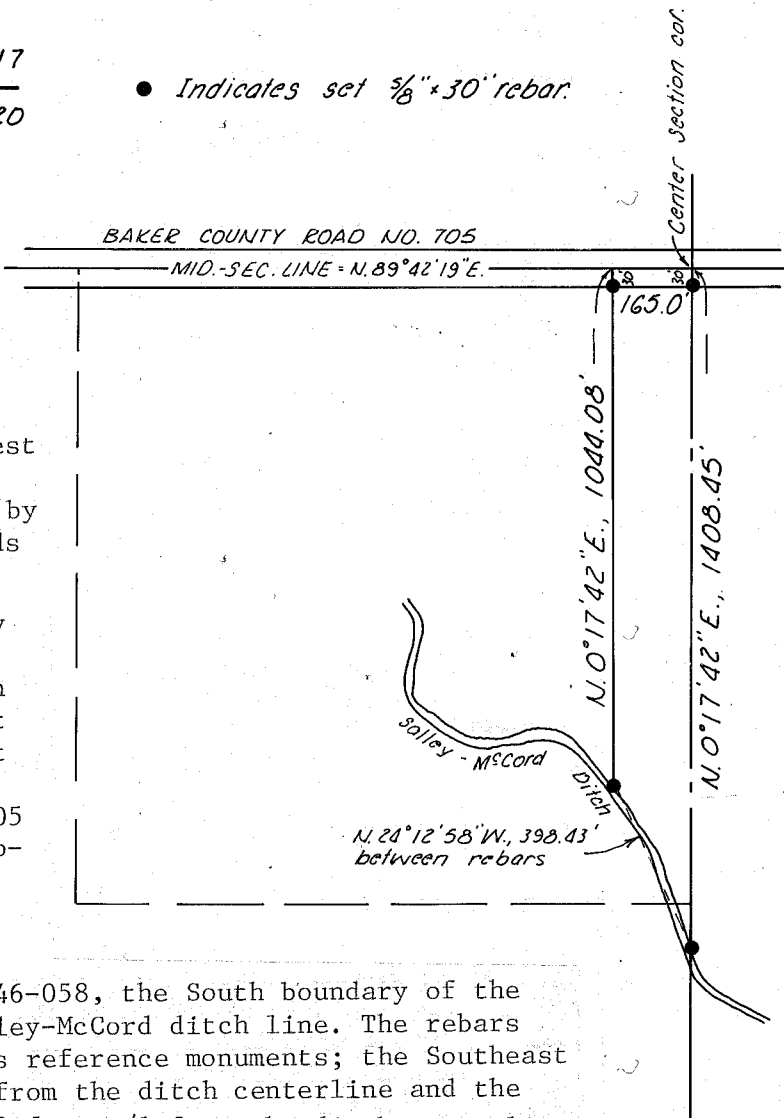 17
20
● Indicates set 5/8" x 30" rebar.
Center section cor.
BAKER COUNTY ROAD NO. 705
MID.-SEC. LINE = N.89°42'19"E.
30'
30'
165.0'
N.0°17'42"E., 1044.08'
N.0°17'42"E., 1408.45'
est
by
ls
Salley - McCord Ditch
05
N.24°12'58"W., 398.43'
between rebars
46-058, the South boundary of the
ley-McCord ditch line. The rebars
s reference monuments; the Southeast
from the ditch centerline and the